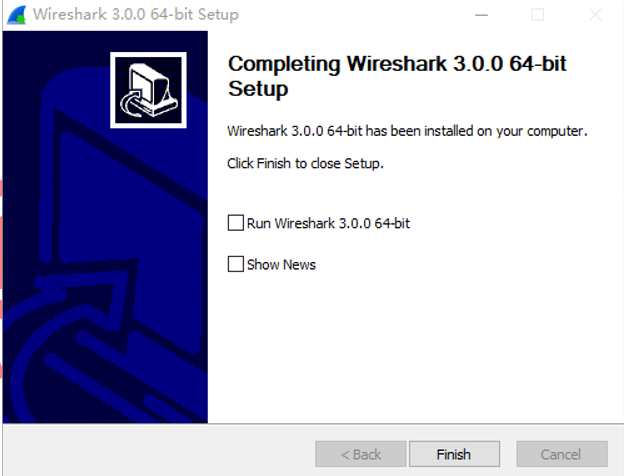 Wireshark 3.0.0 64-bit Setup
Completing Wireshark 3.0.0 64-bit
Setup
Wireshark 3.0.0 64-bit has been installed on your computer.
Click Finish to close Setup.
Run Wireshark 3.0.0 64-bit
Show News
< Back
Finish
Cancel